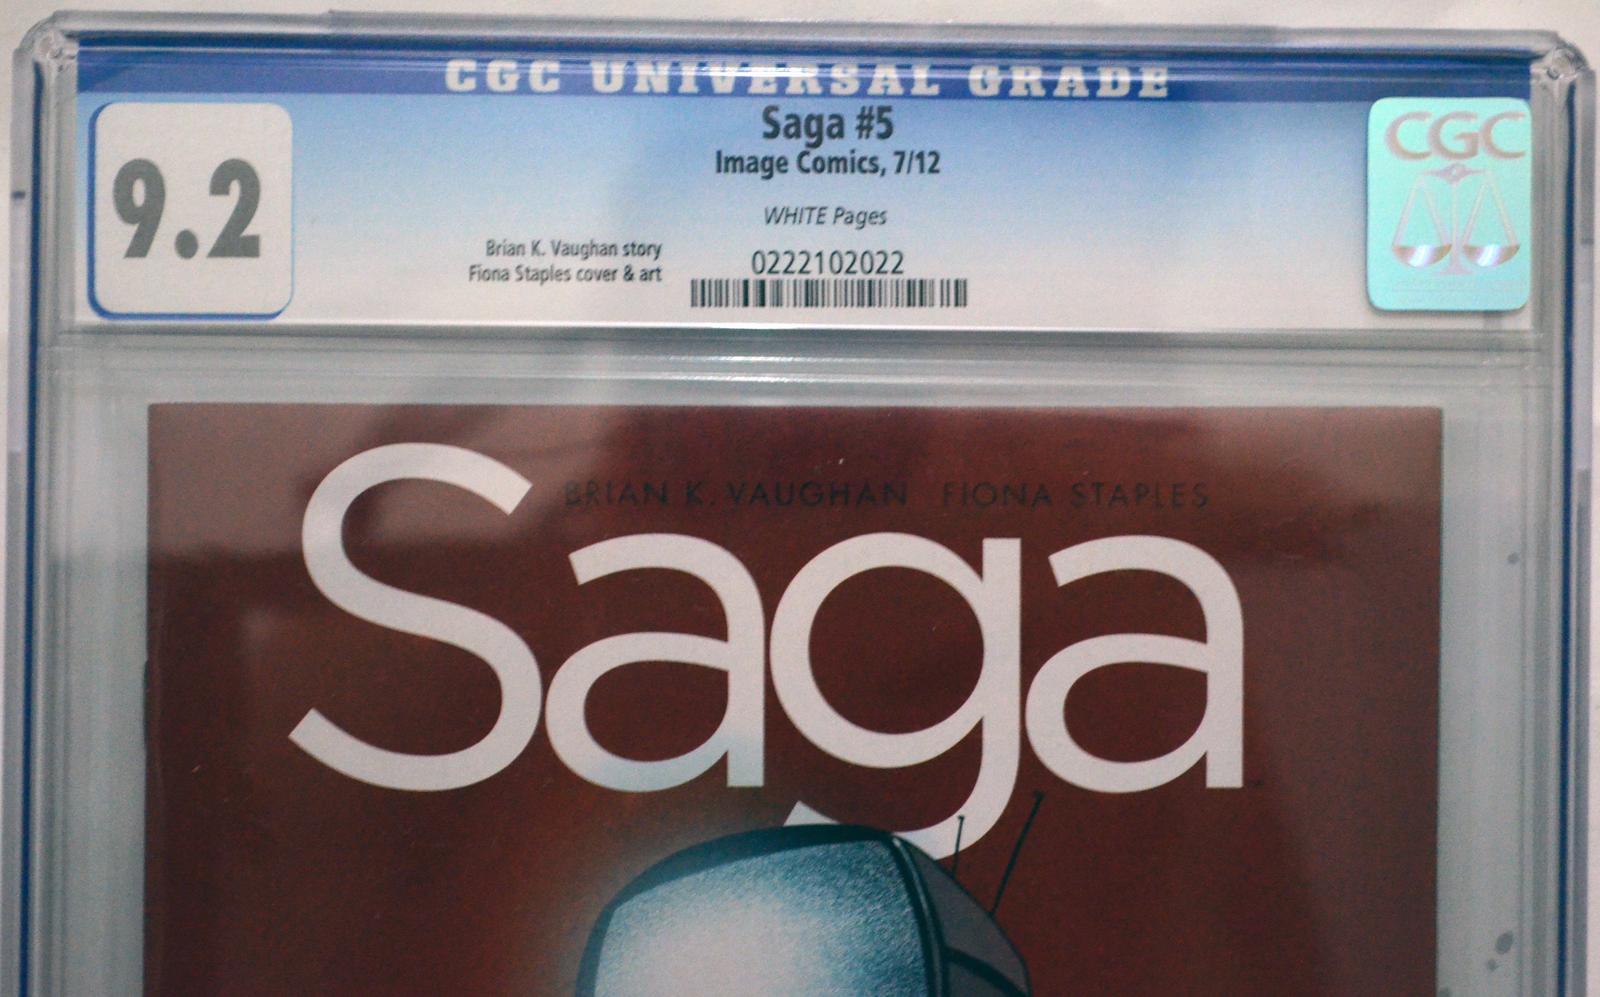 CGC UNIVERSAL GRADE
9.2
Saga #5
Image Comics, 7/12
WHITE Pages
Brian K. Vaughan story
Fiona Staples cover & art
0222102022
CGC
BRIAN K. VAUGHAN FIONA STAPLES
Saga